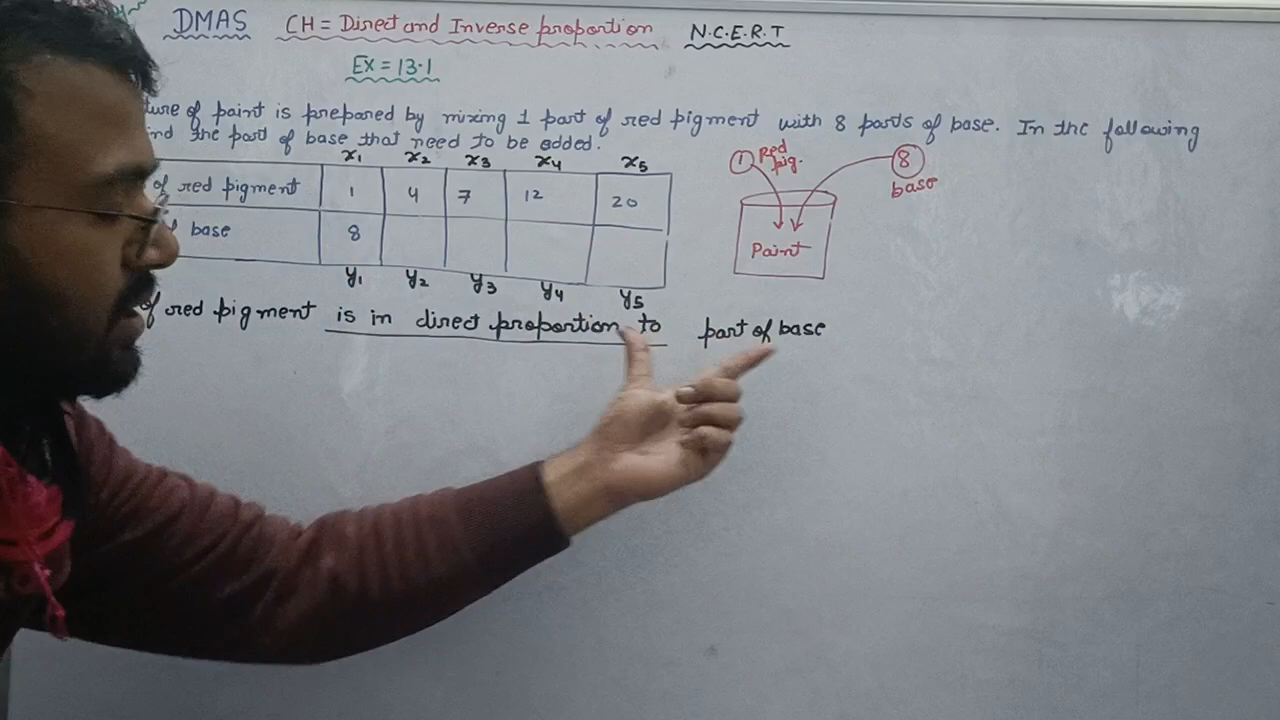 DMAS CH = Direct and Inverse proportion N.C.E.R.T
EX = 13.1
ture of paint is prepared by mixing 1 part of red pigment with 8 parts of base. In the following
ind the part of base that need to be added.
x₁ x₂ x₃ x₄ x₅
of red pigment 1 4 7 12 20
base 8
y₁ y₂ y₃ y₄ y₅
of red pigment is in direct proportion to part of base
1 Red pig.
8 base
Paint